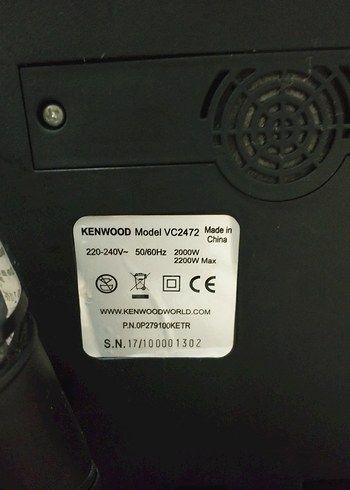 KENWOOD Model VC2472 Made in China
220-240V~ 50/60Hz 2000W
2200W Max
CE
WWW.KENWOODWORLD.COM
P.N.0P279100KETR
S.N.17/100001302